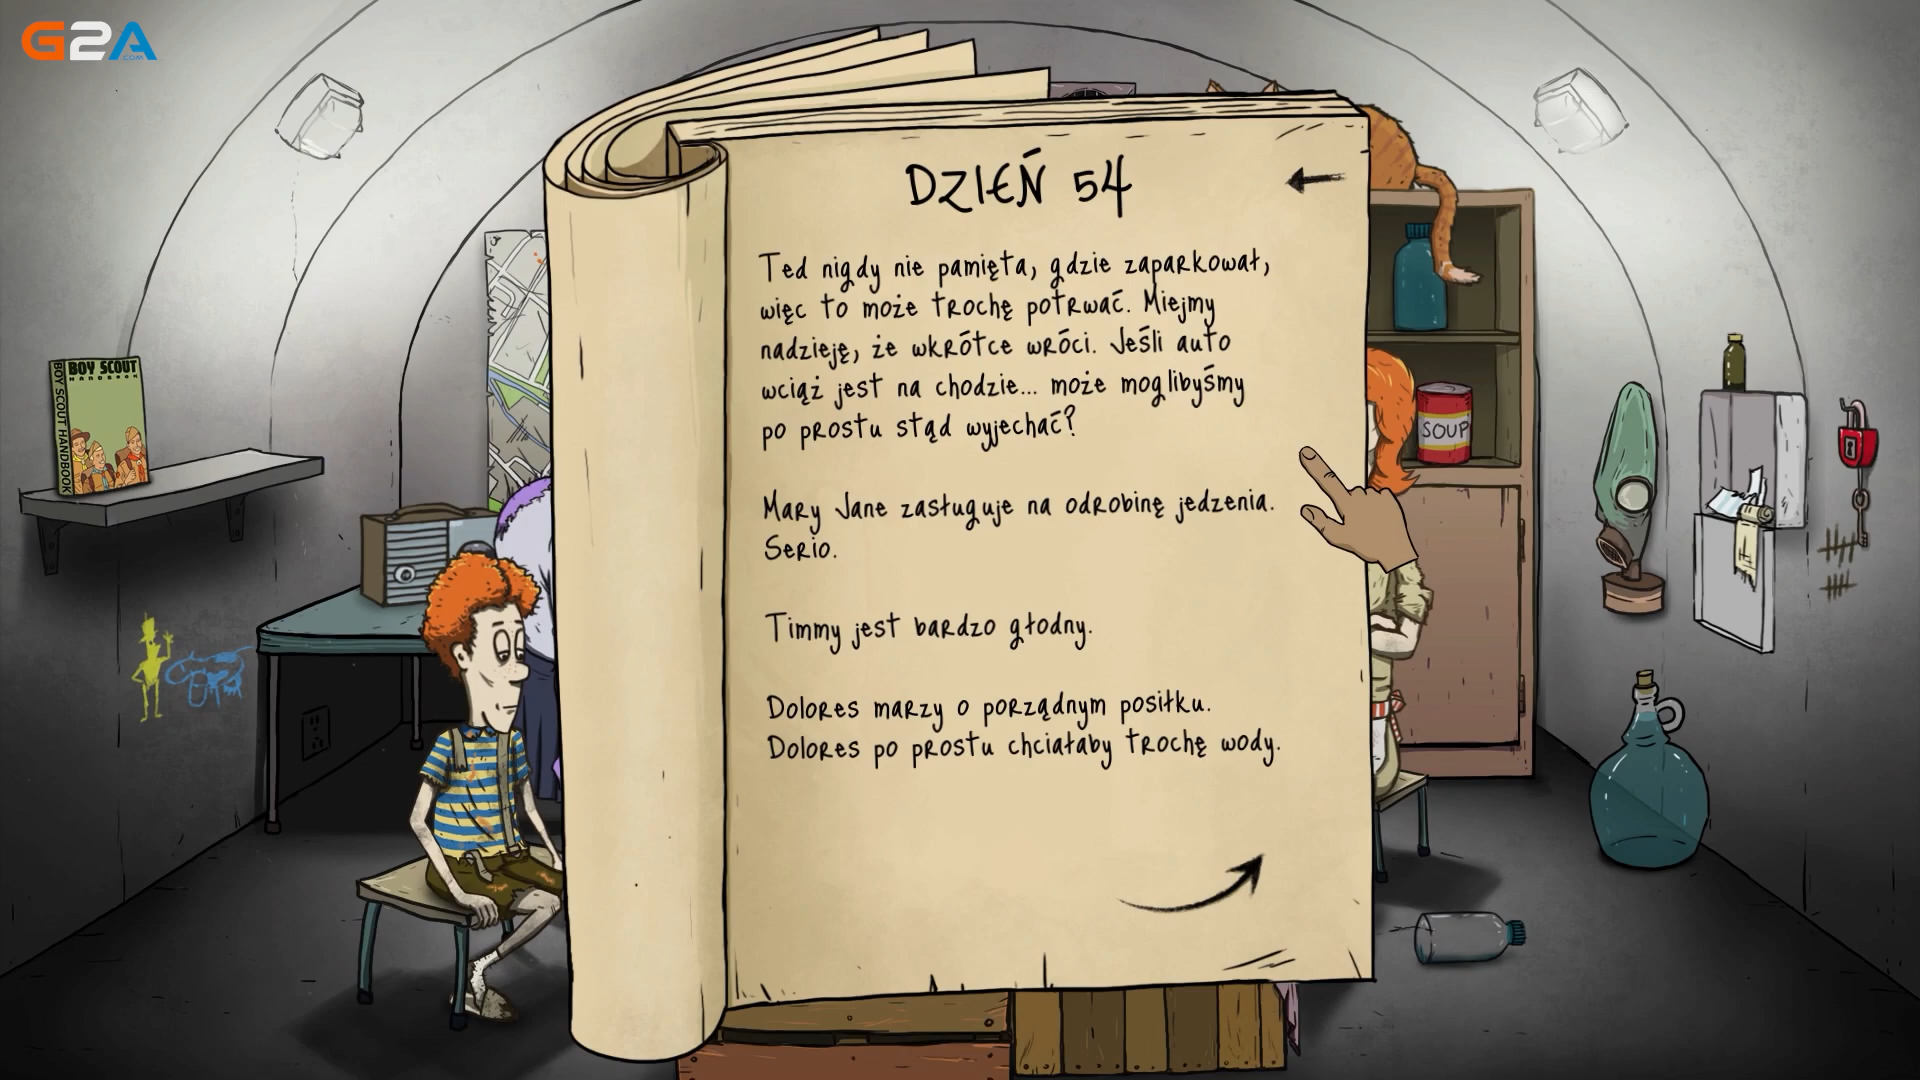 G2A
.COM
BOY SCOUT
HANDBOOK
BOY SCOUT HANDBOOK
DZIEŃ 54
Ted nigdy nie pamięta, gdzie zaparkował,
więc to może trochę potrwać. Miejmy
nadzieję, że wkrótce wróci. Jeśli auto
wciąż jest na chodzie... może moglibyśmy
po prostu stąd wyjechać?
Mary Jane zasługuje na odrobinę jedzenia.
Serio.
Timmy jest bardzo głodny.
Dolores marzy o porządnym posiłku.
Dolores po prostu chciałaby trochę wody.
SOUP